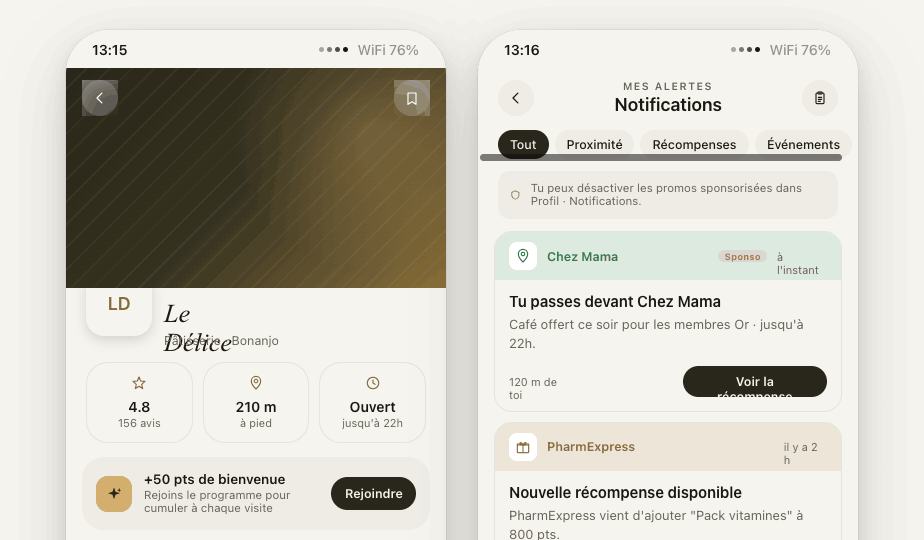 13:15
WiFi 76%
LD
Le
Délice
Pâtisserie · Bonanjo
4.8
156 avis
210 m
à pied
Ouvert
jusqu'à 22h
+50 pts de bienvenue
Rejoins le programme pour
cumuler à chaque visite
Rejoindre
13:16
WiFi 76%
MES ALERTES
Notifications
Tout
Proximité
Récompenses
Événements
Tu peux désactiver les promos sponsorisées dans
Profil · Notifications.
Chez Mama
Sponso
à
l'instant
Tu passes devant Chez Mama
Café offert ce soir pour les membres Or · jusqu'à
22h.
120 m de
toi
Voir la
récompense
PharmExpress
il y a 2
h
Nouvelle récompense disponible
PharmExpress vient d'ajouter "Pack vitamines" à
800 pts.